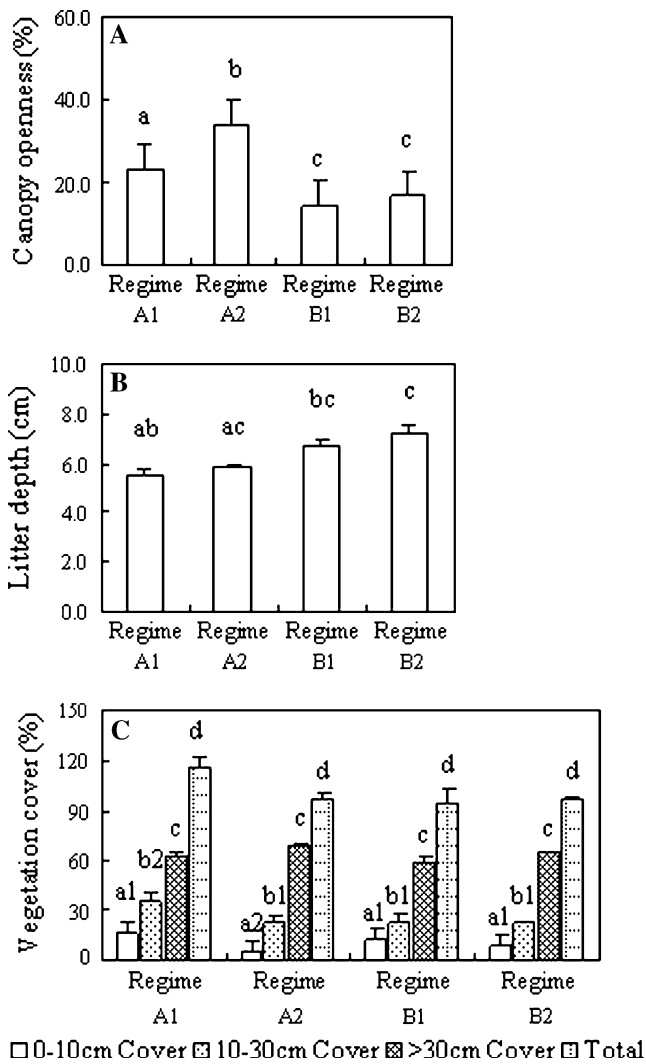 A
Canopy openness (%)
60.0
40.0
20.0
0.0
a
b
c
c
Regime Regime Regime Regime
A1 A2 B1 B2
B
Litter depth (cm)
10.0
8.0
6.0
4.0
2.0
0.0
ab
ac
bc
c
Regime Regime Regime Regime
A1 A2 B1 B2
C
Vegetation cover (%)
150
120
90
60
30
0
a1 b2 c d
a2 b1 c d
a1 b1 c d
a1 b1 c d
Regime Regime Regime Regime
A1 A2 B1 B2
0-10cm Cover 10-30cm Cover >30cm Cover Total